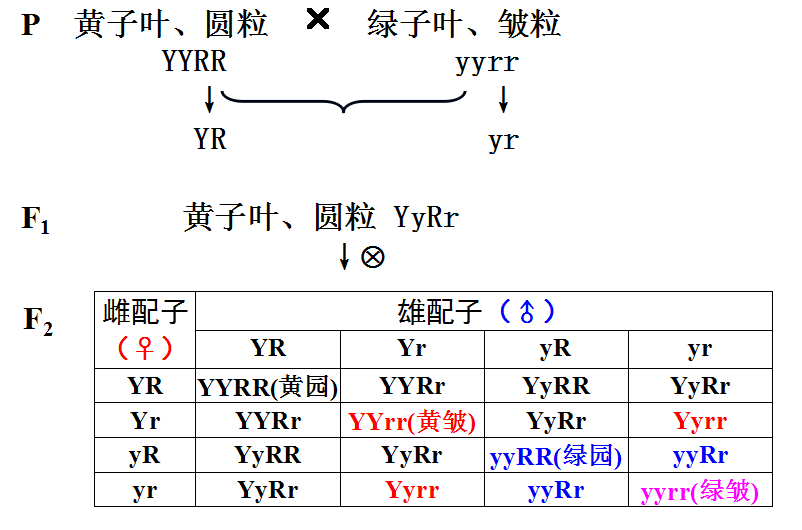 P 黄子叶、圆粒 × 绿子叶、皱粒
YYRR yyrr
YR yr
F₁ 黄子叶、圆粒 YyRr
↓⊗
F₂ 雌配子 雄配子（♂）
（♀） YR Yr yR yr
YR YYRR(黄园) YYRr YyRR YyRr
Yr YYRr YYrr(黄皱) YyRr Yyrr
yR YyRR YyRr yyRR(绿园) yyRr
yr YyRr Yyrr yyRr yyrr(绿皱)